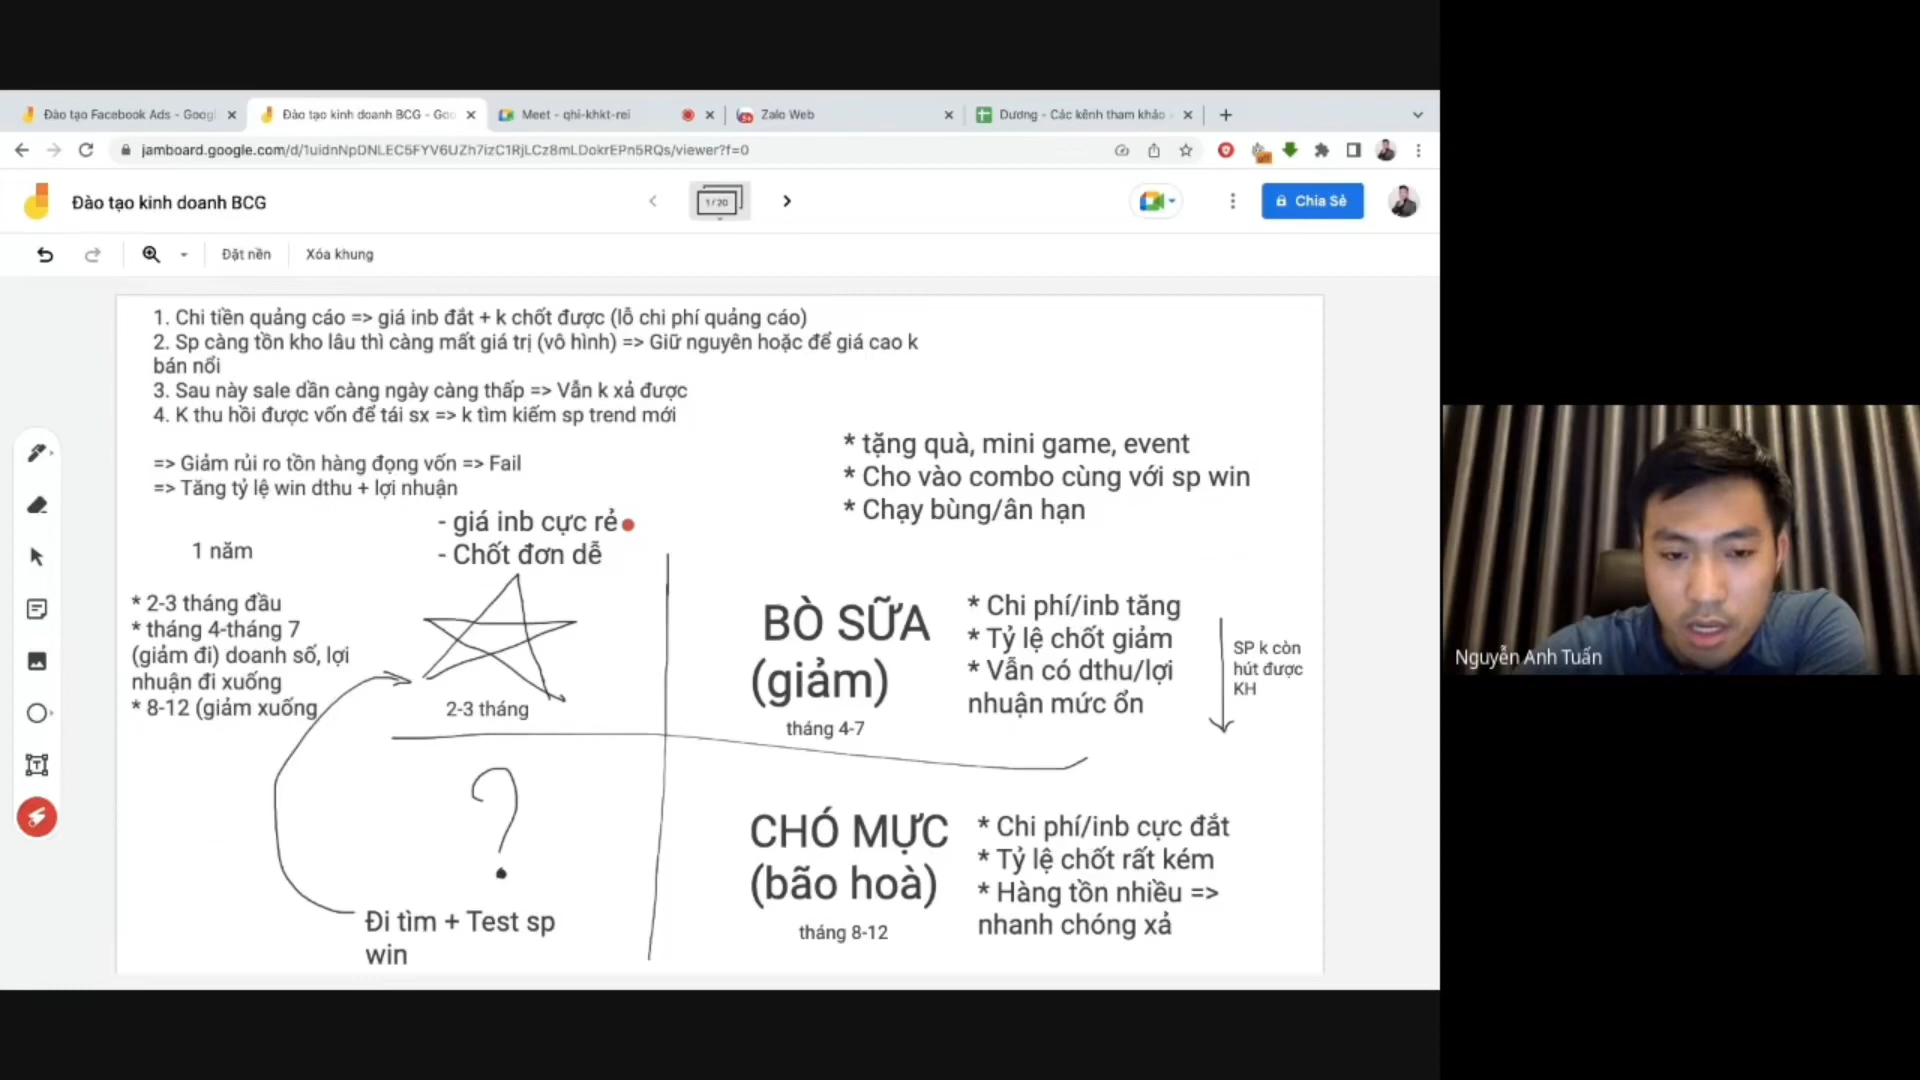 Đào tạo Facebook Ads - Googl
Đào tạo kinh doanh BCG - Goo
Meet - qhi-khkt-rei
Zalo Web
Dương - Các kênh tham khảo
jamboard.google.com/d/1uidnNpDNLEC5FYV6UZh7izC1RjLCz8mLDokrEPn5RQs/viewer?f=0
Đào tạo kinh doanh BCG
1/20
Chia Sẻ
Đặt nền
Xóa khung
1. Chi tiền quảng cáo => giá inb đắt + k chốt được (lỗ chi phí quảng cáo)
2. Sp càng tồn kho lâu thì càng mất giá trị (vô hình) => Giữ nguyên hoặc để giá cao k
bán nổi
3. Sau này sale dần càng ngày càng thấp => Vẫn k xả được
4. K thu hồi được vốn để tái sx => k tìm kiếm sp trend mới
=> Giảm rủi ro tồn hàng đọng vốn => Fail
=> Tăng tỷ lệ win dthu + lợi nhuận
* tặng quà, mini game, event
* Cho vào combo cùng với sp win
* Chạy bùng/ân hạn
- giá inb cực rẻ
- Chốt đơn dễ
1 năm
* 2-3 tháng đầu
* tháng 4-tháng 7
(giảm đi) doanh số, lợi
nhuận đi xuống
* 8-12 (giảm xuống
2-3 tháng
BÒ SỮA
(giảm)
tháng 4-7
* Chi phí/inb tăng
* Tỷ lệ chốt giảm
* Vẫn có dthu/lợi
nhuận mức ổn
SP k còn
hút được
KH
?
Đi tìm + Test sp
win
CHÓ MỰC
(bão hoà)
tháng 8-12
* Chi phí/inb cực đắt
* Tỷ lệ chốt rất kém
* Hàng tồn nhiều =>
nhanh chóng xả
Nguyễn Anh Tuấn